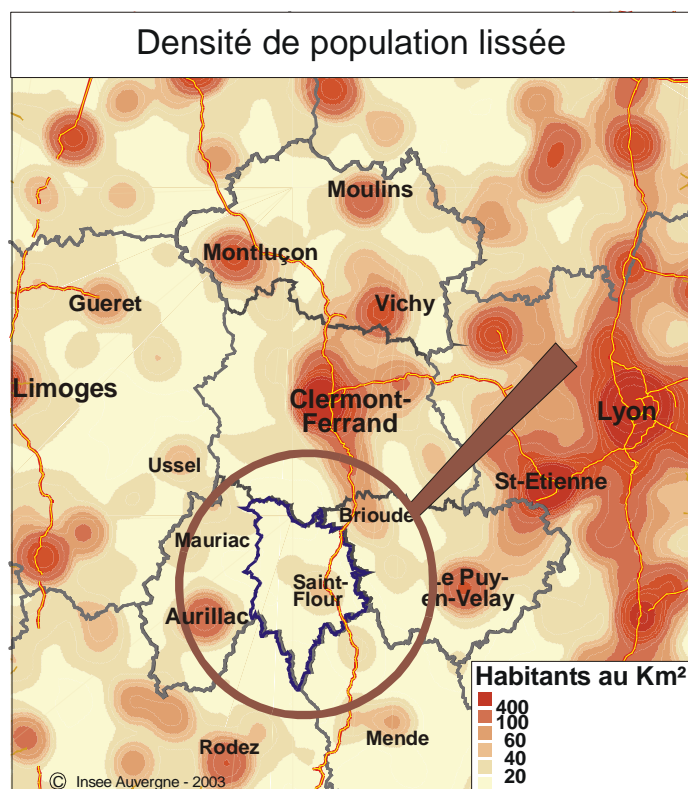 Densité de population lissée
Moulins
Montluçon
Gueret
Vichy
Limoges
Clermont-
Ferrand
Lyon
Ussel
St-Etienne
Brioude
Mauriac
Saint-
Flour
Le Puy-
en-Velay
Aurillac
Habitants au Km²
400
100
60
40
20
Rodez
Mende
© Insee Auvergne - 2003